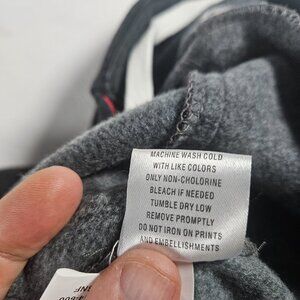 MACHINE WASH COLD
WITH LIKE COLORS
ONLY NON-CHOLORINE
BLEACH IF NEEDED
TUMBLE DRY LOW
REMOVE PROMPTLY
DO NOT IRON ON PRINTS
AND EMBELLISHMENTS